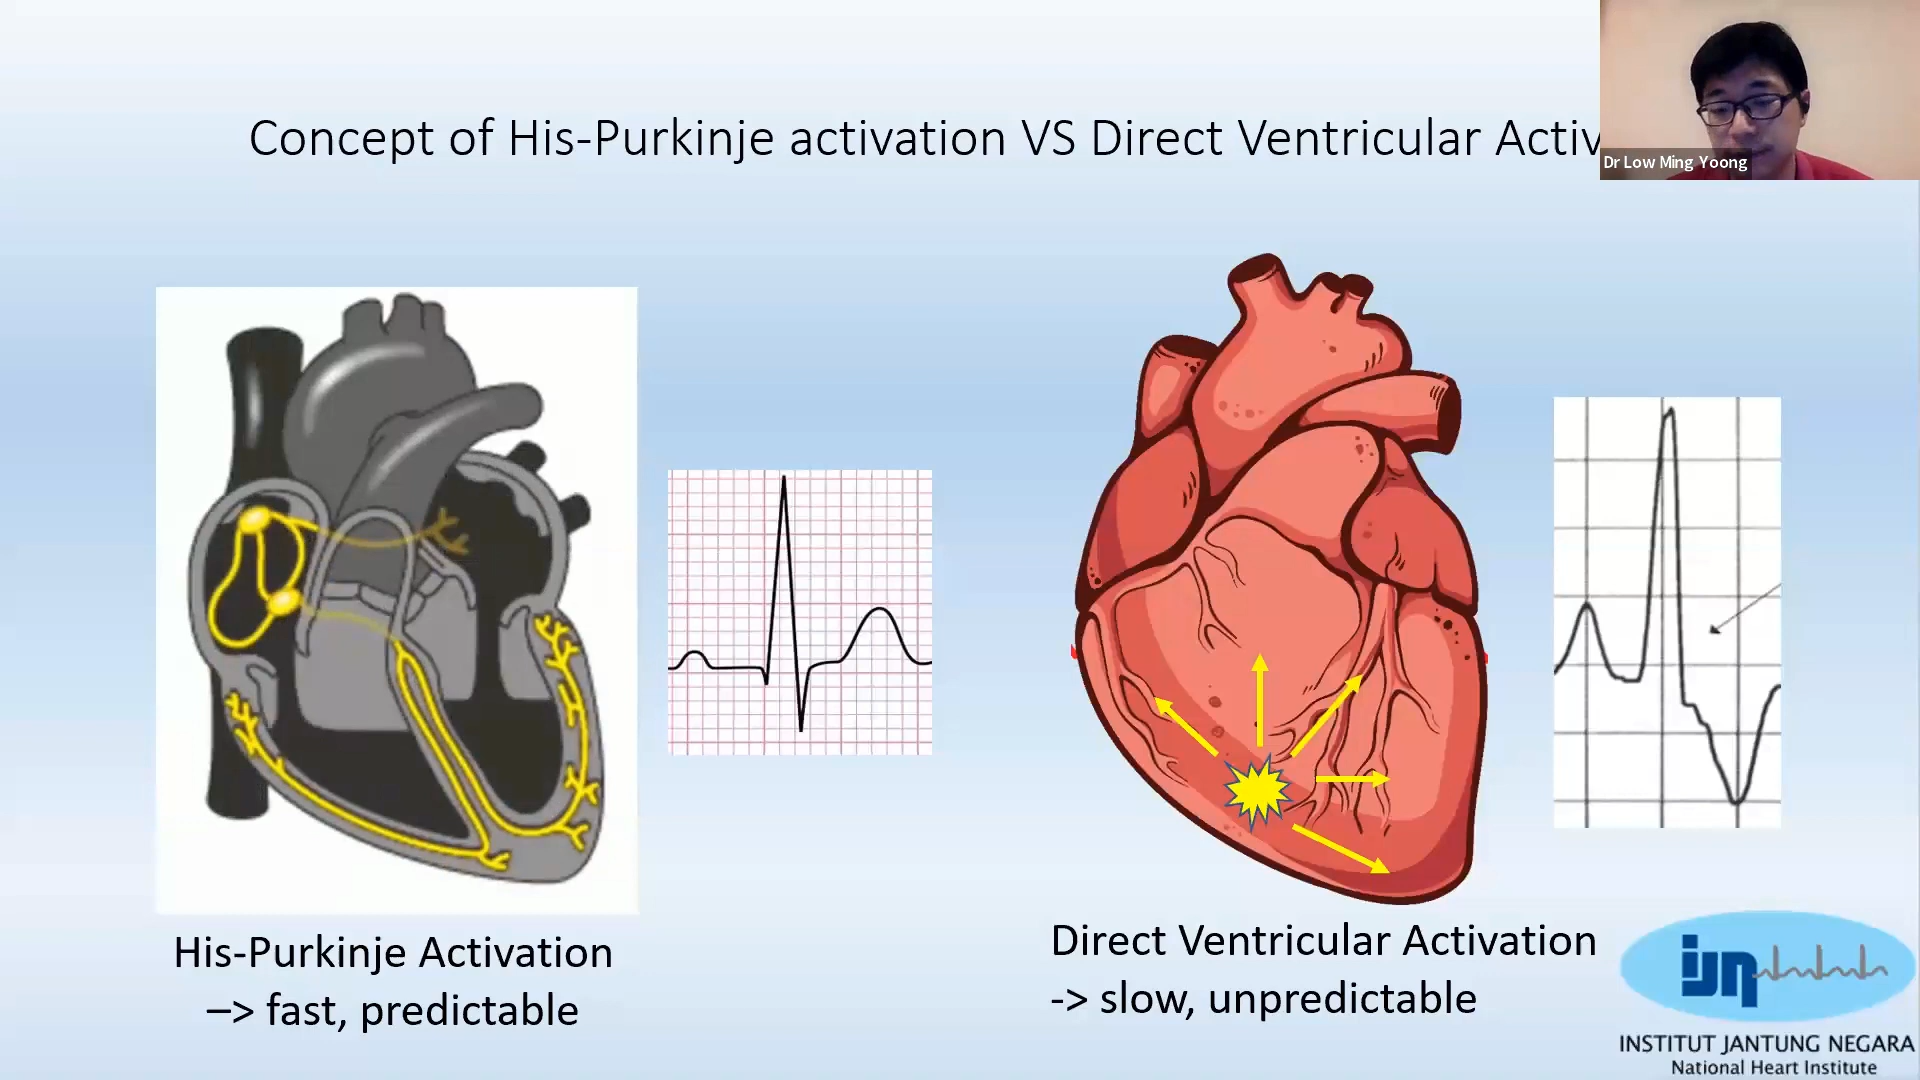 Concept of His-Purkinje activation VS Direct Ventricular Activ
Dr Low Ming Yoong
His-Purkinje Activation
–> fast, predictable
Direct Ventricular Activation
-> slow, unpredictable
ijn
INSTITUT JANTUNG NEGARA
National Heart Institute